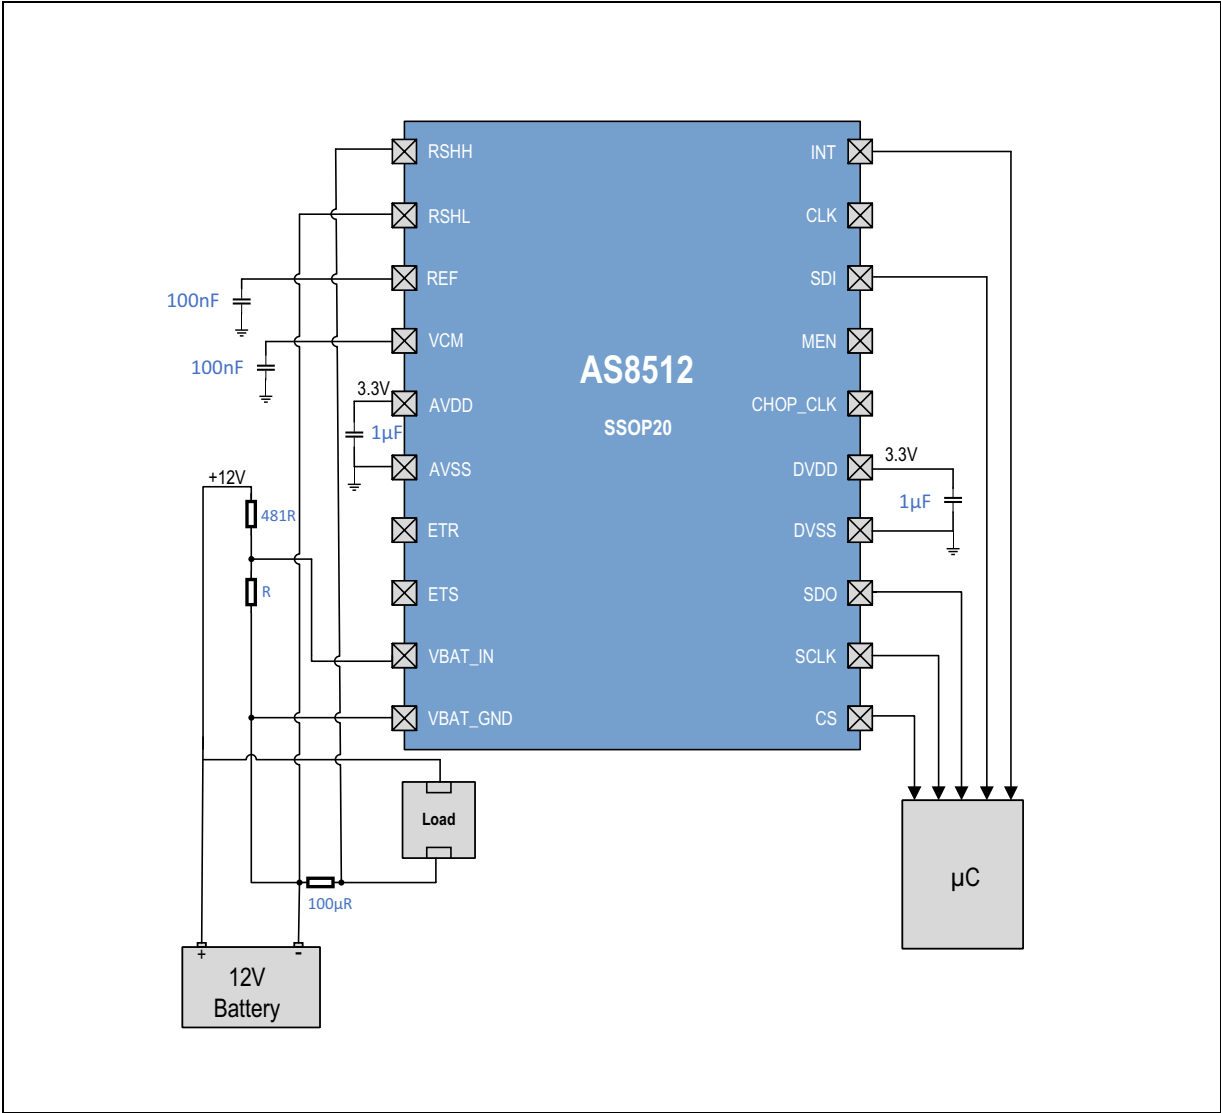 RSHH
INT
RSHL
CLK
REF
SDI
100nF
VCM
MEN
100nF
AS8512
3.3V
AVDD
CHOP_CLK
1µF
SSOP20
3.3V
AVSS
DVDD
+12V
1µF
481R
ETR
DVSS
R
ETS
SDO
VBAT_IN
SCLK
VBAT_GND
CS
Load
µC
100µR
+
-
12V
Battery